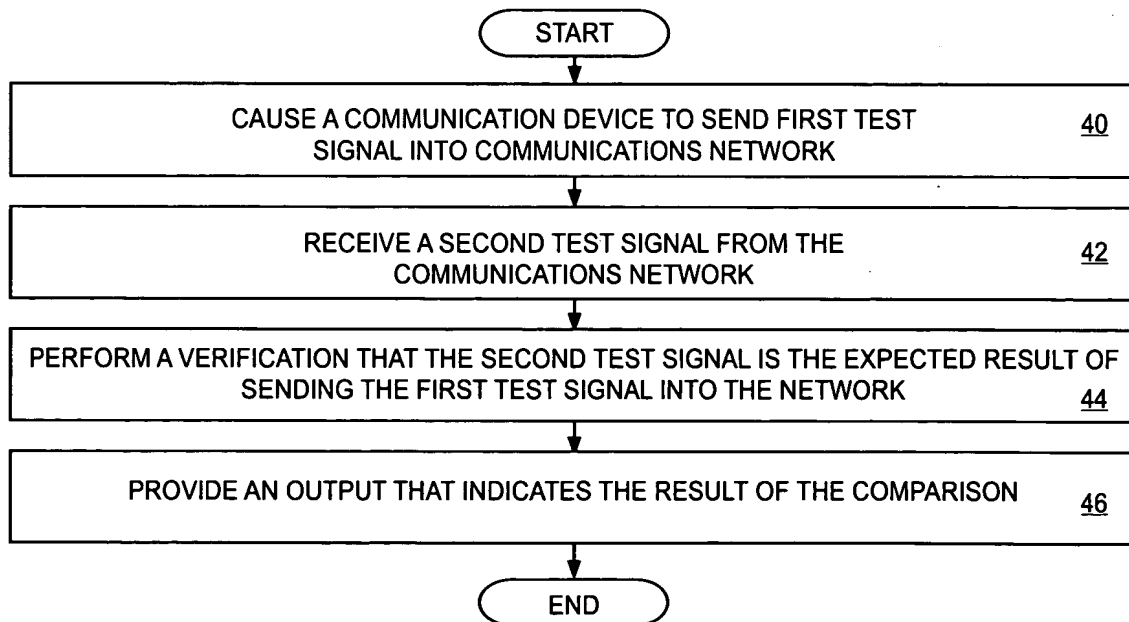 START
CAUSE A COMMUNICATION DEVICE TO SEND FIRST TEST
SIGNAL INTO COMMUNICATIONS NETWORK
40
RECEIVE A SECOND TEST SIGNAL FROM THE
COMMUNICATIONS NETWORK
42
PERFORM A VERIFICATION THAT THE SECOND TEST SIGNAL IS THE EXPECTED RESULT OF
SENDING THE FIRST TEST SIGNAL INTO THE NETWORK
44
PROVIDE AN OUTPUT THAT INDICATES THE RESULT OF THE COMPARISON
46
END